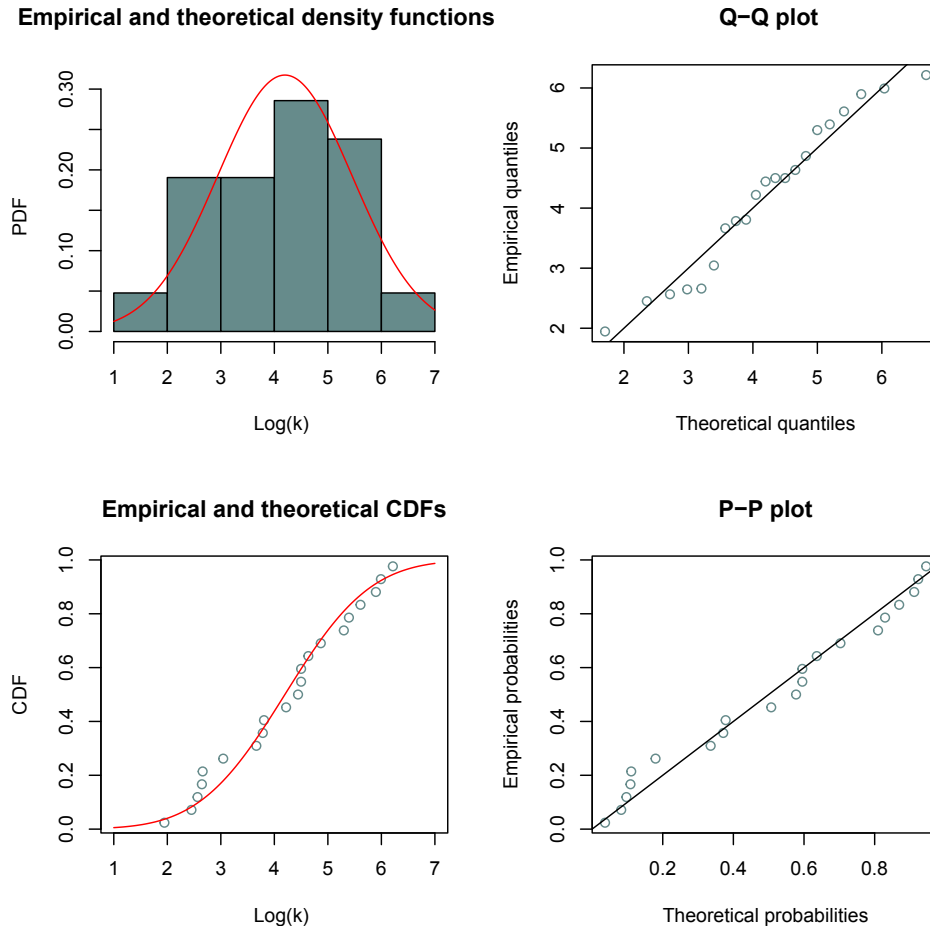 Empirical and theoretical density functions
PDF
0.00
0.10
0.20
0.30
1 2 3 4 5 6 7
Log(k)
Q−Q plot
Empirical quantiles
2
3
4
5
6
2 3 4 5 6
Theoretical quantiles
Empirical and theoretical CDFs
CDF
0.0
0.2
0.4
0.6
0.8
1.0
1 2 3 4 5 6 7
Log(k)
P−P plot
Empirical probabilities
0.0
0.2
0.4
0.6
0.8
1.0
0.2 0.4 0.6 0.8
Theoretical probabilities